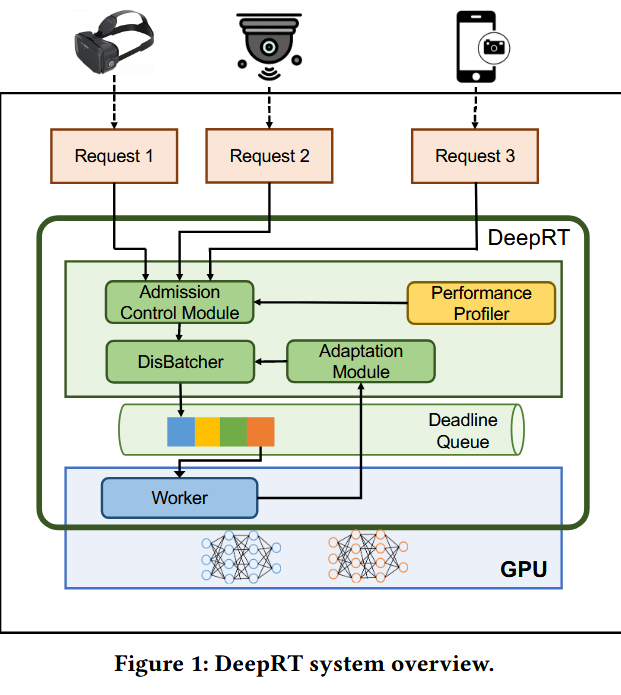 Request 1
Request 2
Request 3
DeepRT
Admission
Control Module
Performance
Profiler
DisBatcher
Adaptation
Module
Deadline
Queue
Worker
GPU
Figure 1: DeepRT system overview.